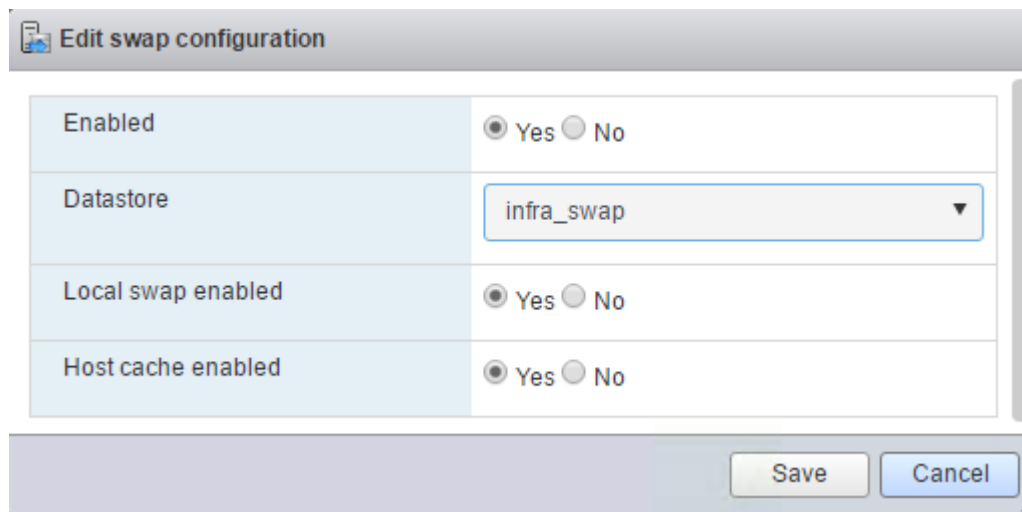 Edit swap configuration
Enabled Yes No
Datastore infra_swap
Local swap enabled Yes No
Host cache enabled Yes No
Save Cancel